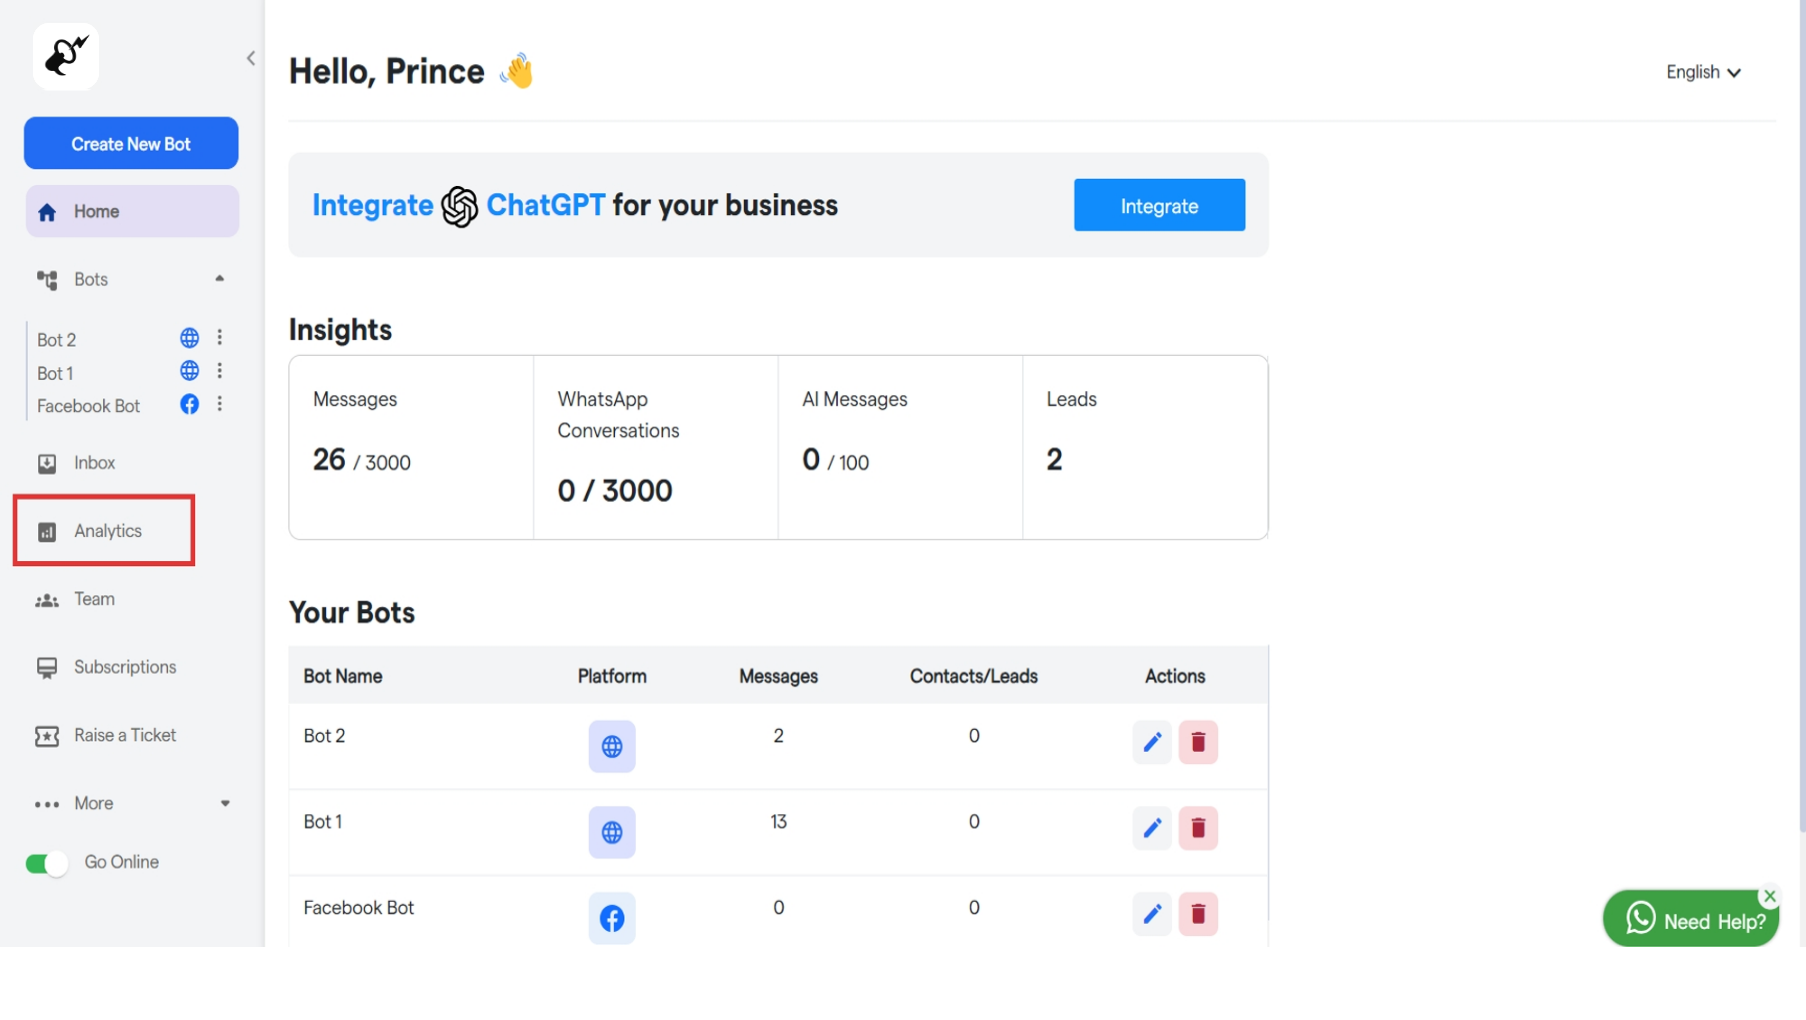 Hello, Prince
English
Create New Bot
Home
Bots
Bot 2
Bot 1
Facebook Bot
Inbox
Analytics
Team
Subscriptions
Raise a Ticket
More
Go Online
Integrate ChatGPT for your business
Integrate
Insights
Messages
26 / 3000
WhatsApp
Conversations
0 / 3000
AI Messages
0 / 100
Leads
2
Your Bots
Bot Name Platform Messages Contacts/Leads Actions
Bot 2 2 0
Bot 1 13 0
Facebook Bot 0 0
Need Help?